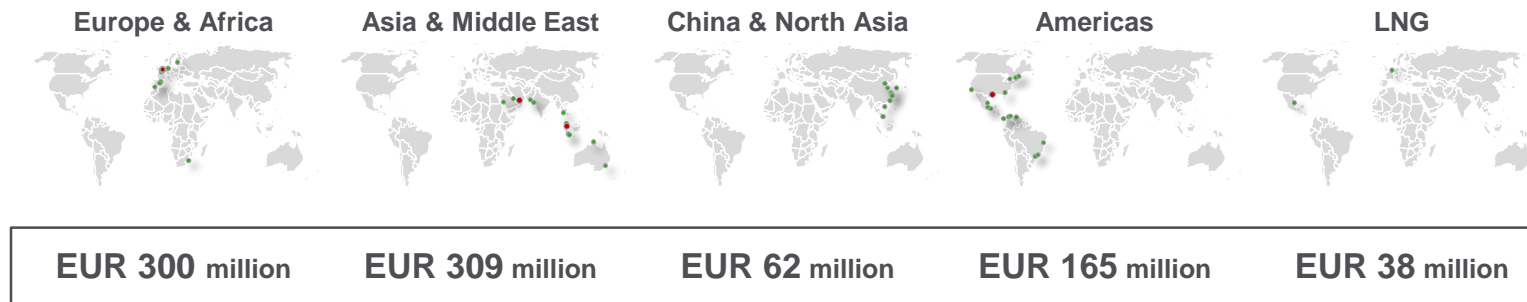 Europe & Africa
Asia & Middle East
China & North Asia
Americas
LNG
EUR 300 million
EUR 309 million
EUR 62 million
EUR 165 million
EUR 38 million